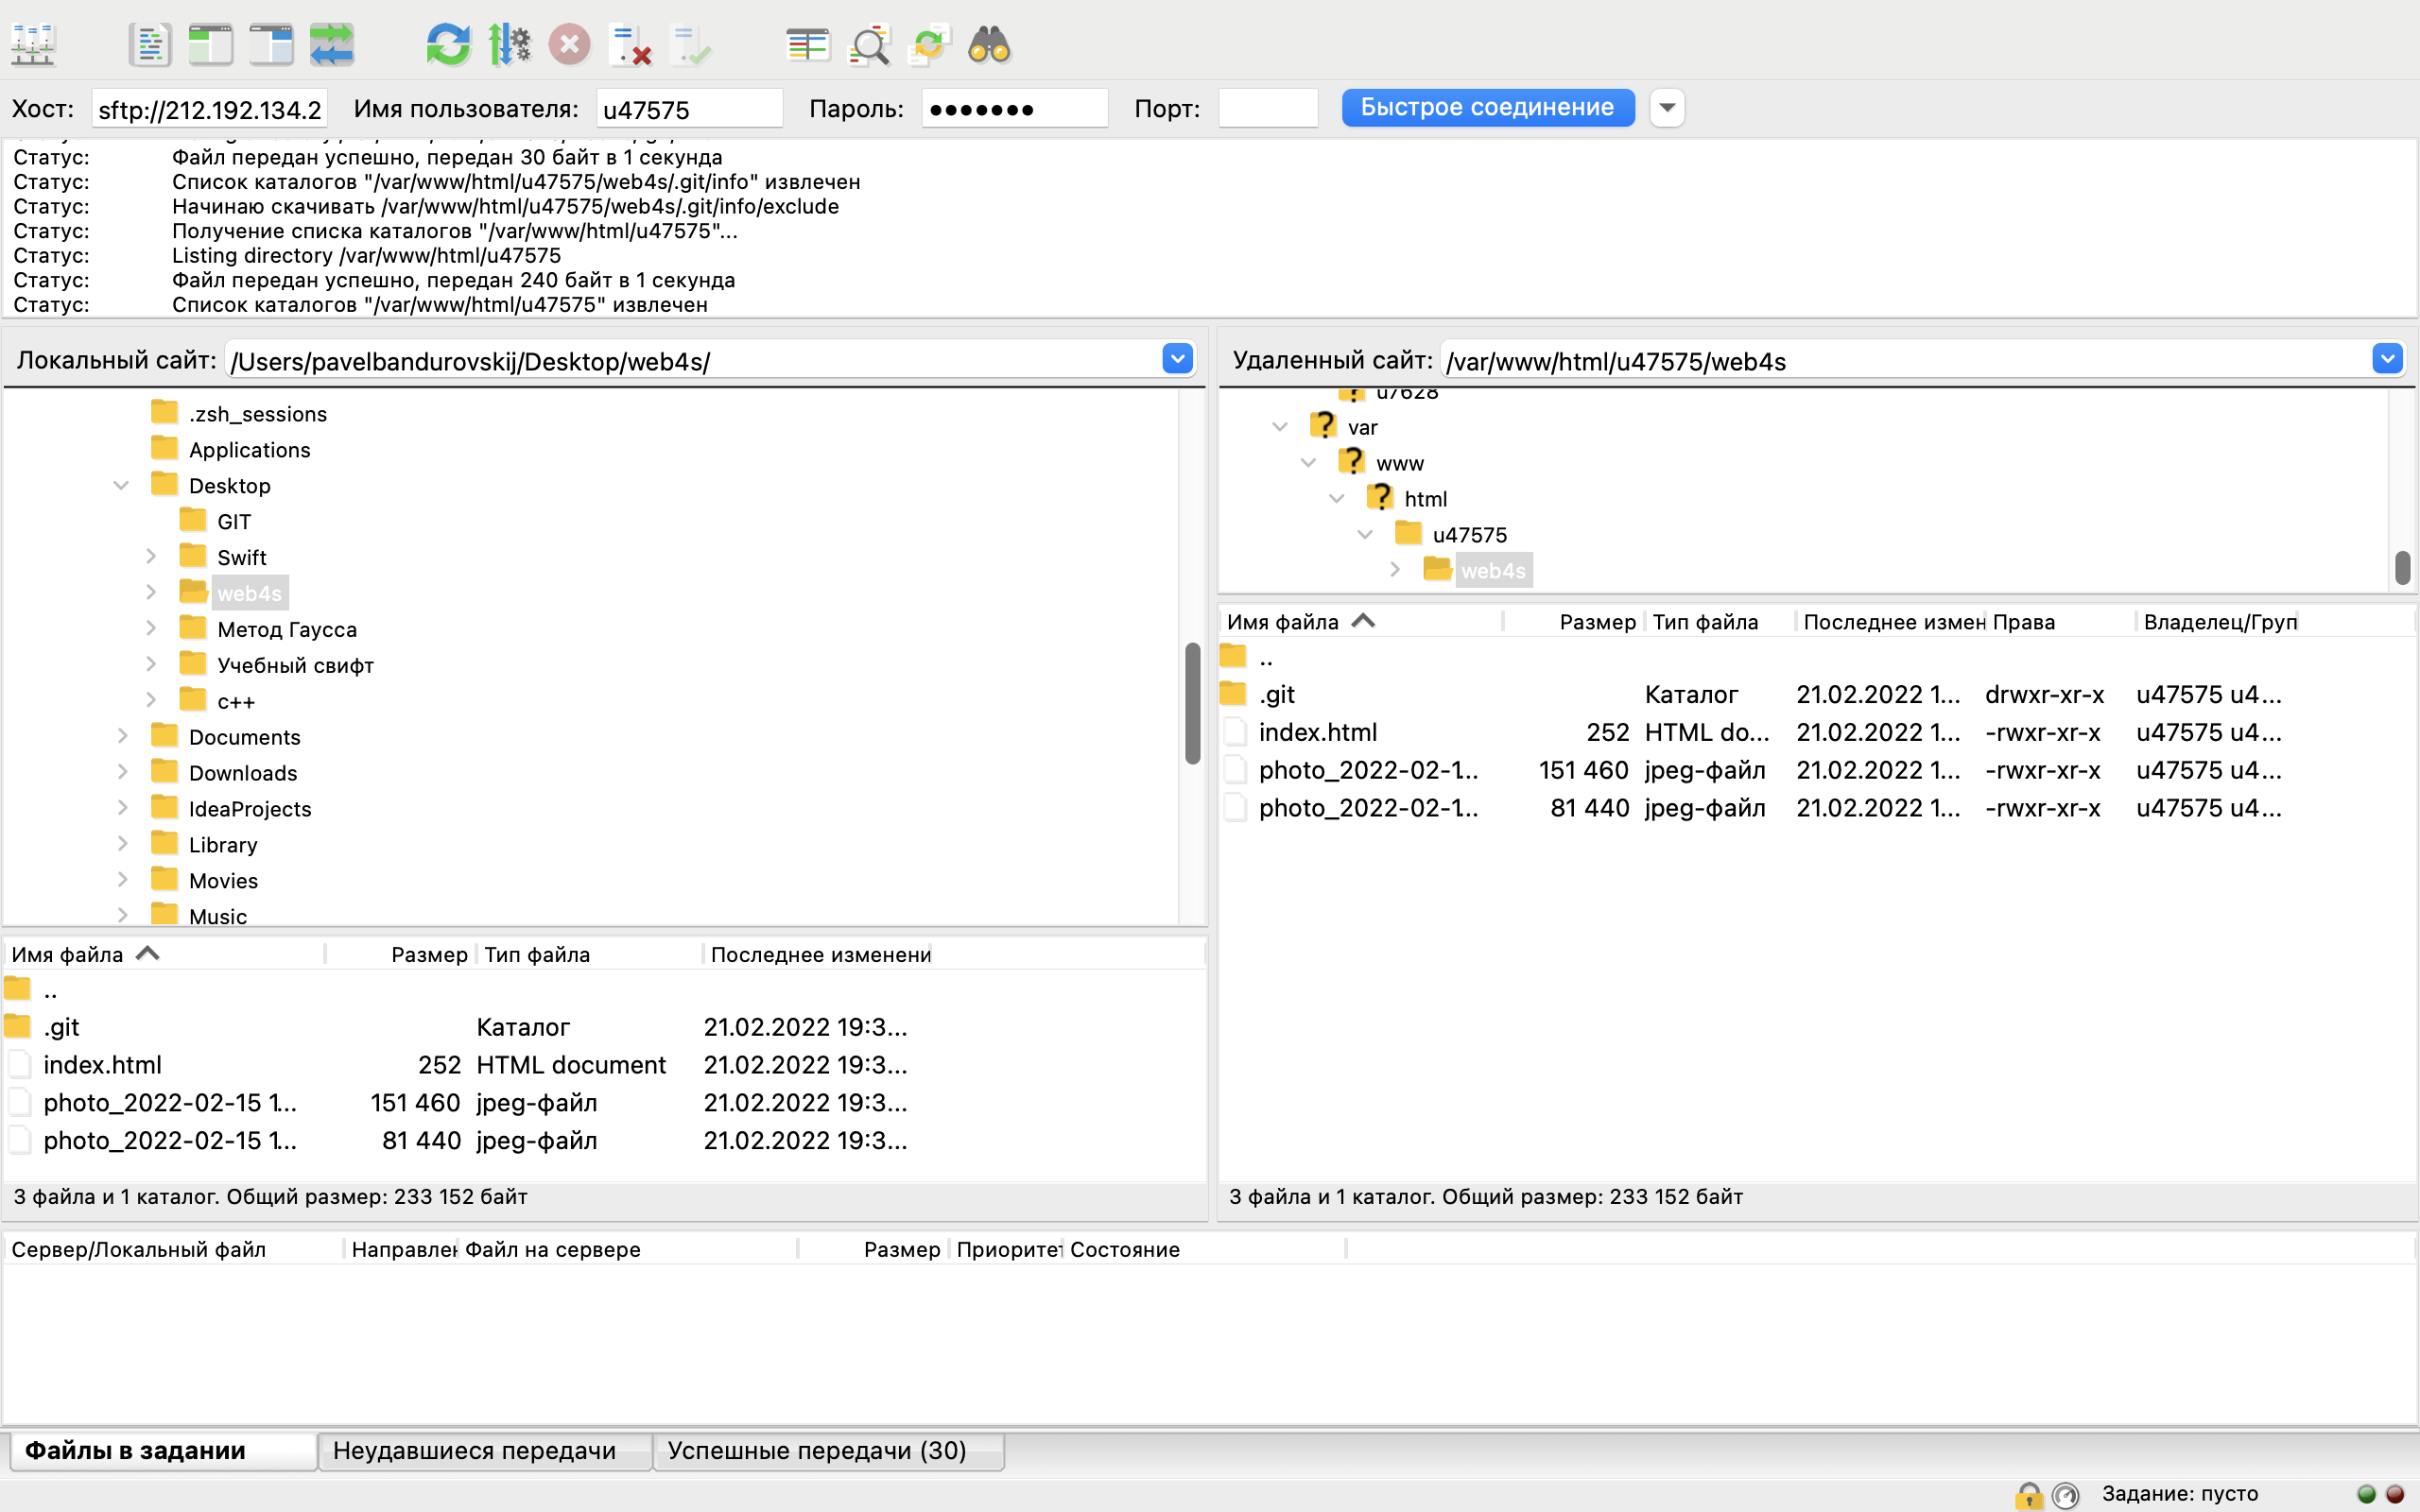 Хост: sftp://212.192.134.2 Имя пользователя: u47575 Пароль: ●●●●●●● Порт: Быстрое соединение
Статус: Файл передан успешно, передан 30 байт в 1 секунда
Статус: Список каталогов "/var/www/html/u47575/web4s/.git/info" извлечен
Статус: Начинаю скачивать /var/www/html/u47575/web4s/.git/info/exclude
Статус: Получение списка каталогов "/var/www/html/u47575"...
Статус: Listing directory /var/www/html/u47575
Статус: Файл передан успешно, передан 240 байт в 1 секунда
Статус: Список каталогов "/var/www/html/u47575" извлечен
Локальный сайт: /Users/pavelbandurovskij/Desktop/web4s/
.zsh_sessions
Applications
Desktop
GIT
Swift
web4s
Метод Гаусса
Учебный свифт
c++
Documents
Downloads
IdeaProjects
Library
Movies
Music
Имя файла Размер Тип файла Последнее изменени
..
.git Каталог 21.02.2022 19:3...
index.html 252 HTML document 21.02.2022 19:3...
photo_2022-02-15 1... 151 460 jpeg-файл 21.02.2022 19:3...
photo_2022-02-15 1... 81 440 jpeg-файл 21.02.2022 19:3...
3 файла и 1 каталог. Общий размер: 233 152 байт
Удаленный сайт: /var/www/html/u47575/web4s
u7628
var
www
html
u47575
web4s
Имя файла Размер Тип файла Последнее измен Права Владелец/Груп
..
.git Каталог 21.02.2022 1... drwxr-xr-x u47575 u4...
index.html 252 HTML do... 21.02.2022 1... -rwxr-xr-x u47575 u4...
photo_2022-02-1... 151 460 jpeg-файл 21.02.2022 1... -rwxr-xr-x u47575 u4...
photo_2022-02-1... 81 440 jpeg-файл 21.02.2022 1... -rwxr-xr-x u47575 u4...
3 файла и 1 каталог. Общий размер: 233 152 байт
Сервер/Локальный файл Направлен Файл на сервере Размер Приоритет Состояние
Файлы в задании Неудавшиеся передачи Успешные передачи (30)
Задание: пусто